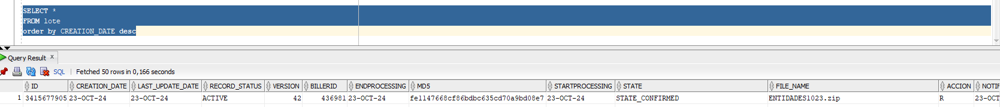 SELECT *
FROM lote
order by CREATION_DATE desc
Query Result x
SQL | Fetched 50 rows in 0,166 seconds
ID CREATION_DATE LAST_UPDATE_DATE RECORD_STATUS VERSION BILLERID ENDPROCESSING MD5 STARTPROCESSING STATE FILE_NAME ACCION NOTIF
1 3415677905 23-OCT-24 23-OCT-24 ACTIVE 42 436981 23-OCT-24 fe1147668cf86bdbc635cd70a9bd08e7 23-OCT-24 STATE_CONFIRMED ENTIDADES1023.zip R 23-OCT